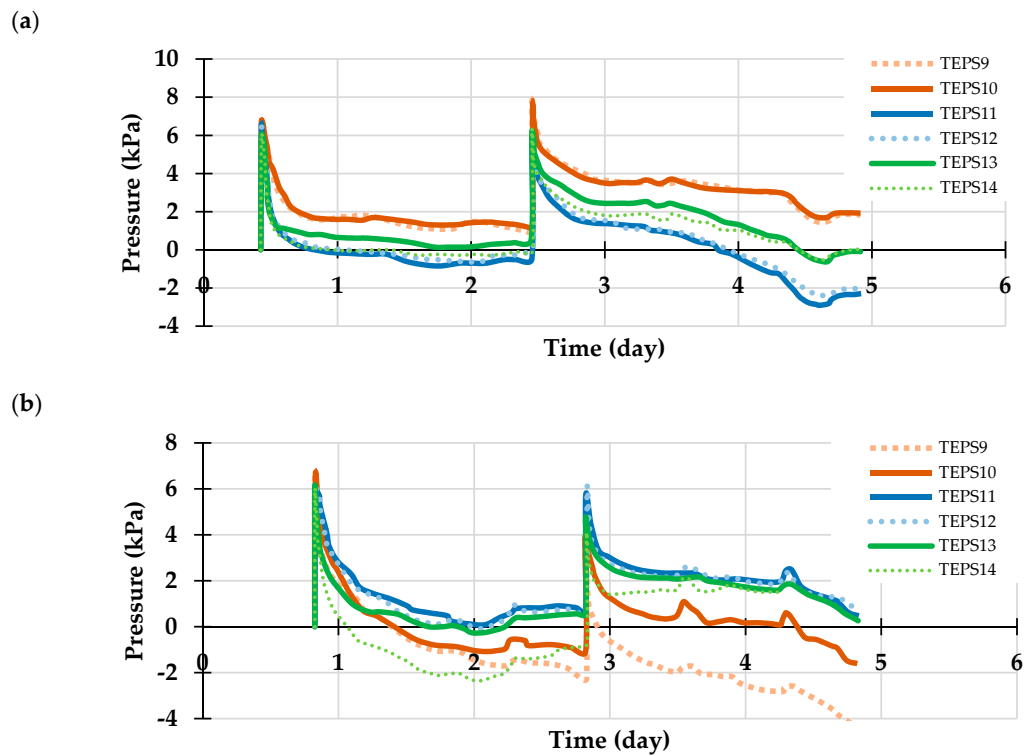 (a)
10
8
6
4
2
0
-2
-4
0
1
2
3
4
5
6
Pressure (kPa)
Time (day)
TEPS9
TEPS10
TEPS11
TEPS12
TEPS13
TEPS14
(b)
8
6
4
2
0
-2
-4
0
1
2
3
4
5
6
Pressure (kPa)
Time (day)
TEPS9
TEPS10
TEPS11
TEPS12
TEPS13
TEPS14